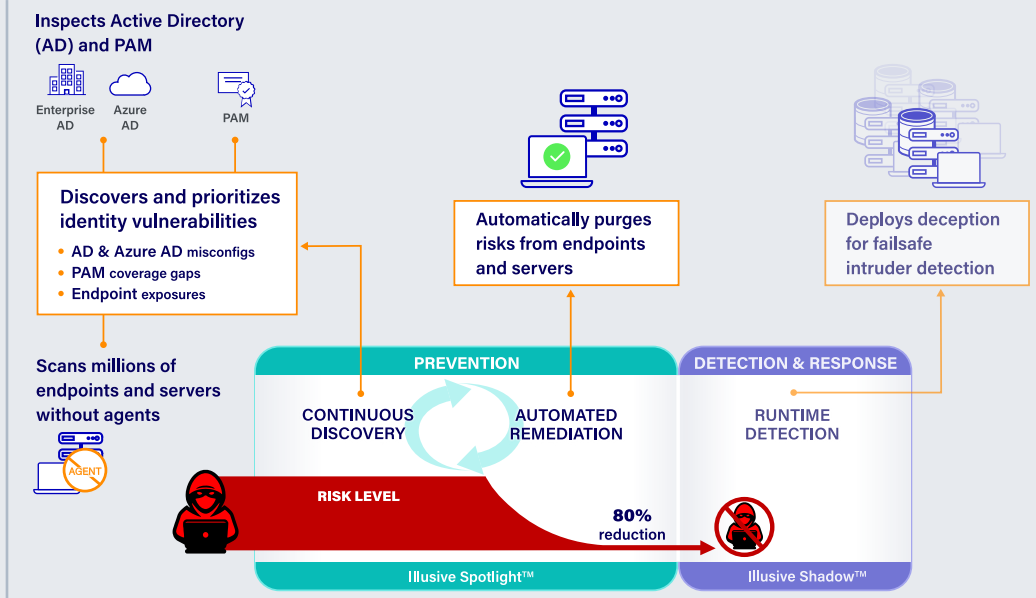 Inspects Active Directory
(AD) and PAM
Enterprise
AD
Azure
AD
PAM
Discovers and prioritizes
identity vulnerabilities
• AD & Azure AD misconfigs
• PAM coverage gaps
• Endpoint exposures
Scans millions of
endpoints and servers
without agents
AGENT
Automatically purges
risks from endpoints
and servers
Deploys deception
for failsafe
intruder detection
PREVENTION
DETECTION & RESPONSE
CONTINUOUS
DISCOVERY
AUTOMATED
REMEDIATION
RUNTIME
DETECTION
RISK LEVEL
80%
reduction
Illusive Spotlight™
Illusive Shadow™